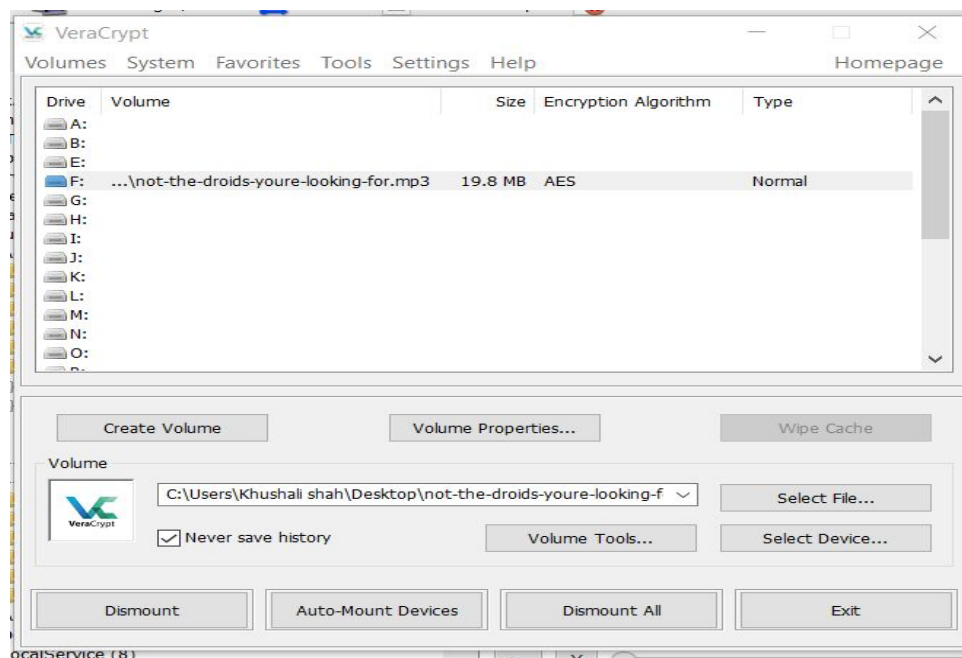 VeraCrypt
Volumes System Favorites Tools Settings Help Homepage
Drive Volume Size Encryption Algorithm Type
A:
B:
E:
F: ...\not-the-droids-youre-looking-for.mp3 19.8 MB AES Normal
G:
H:
I:
J:
K:
L:
M:
N:
O:
Create Volume Volume Properties... Wipe Cache
Volume
C:\Users\Khushali shah\Desktop\not-the-droids-youre-looking-f Select File...
VeraCrypt
Never save history Volume Tools... Select Device...
Dismount Auto-Mount Devices Dismount All Exit
ocalService (8)